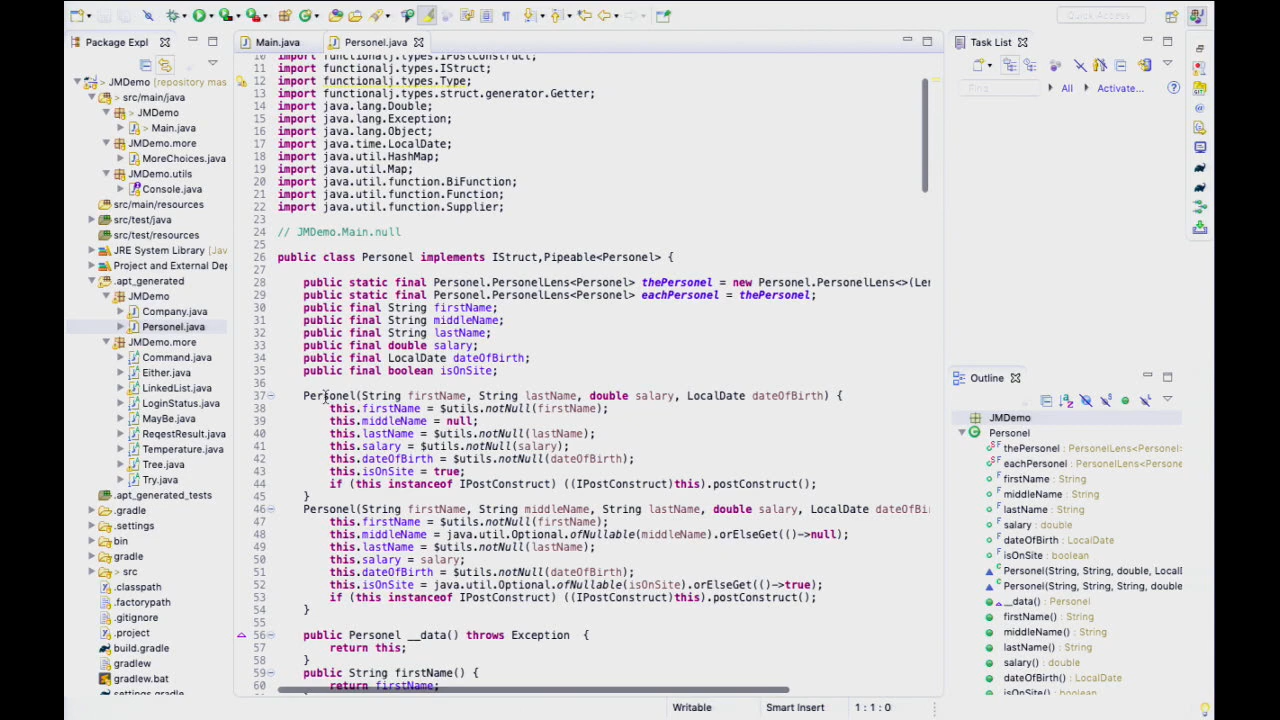 Quick Access
Package Expl
JMDemo [repository mas
src/main/java
> JMDemo
> Main.java
JMDemo.more
MoreChoices.java
JMDemo.utils
Console.java
src/main/resources
src/test/java
src/test/resources
JRE System Library [Java
Project and External Dep
.apt_generated
JMDemo
Company.java
Personel.java
JMDemo.more
Command.java
Either.java
LinkedList.java
LoginStatus.java
MayBe.java
ReqestResult.java
Temperature.java
Tree.java
Try.java
.apt_generated_tests
.gradle
.settings
bin
gradle
> src
.classpath
.factorypath
.gitignore
.project
build.gradle
gradlew
gradlew.bat
settings.gradle
Main.java
Personel.java
10 import functionalj.types.IPostConstruct;
11 import functionalj.types.IStruct;
12 import functionalj.types.Type;
13 import functionalj.types.struct.generator.Getter;
14 import java.lang.Double;
15 import java.lang.Exception;
16 import java.lang.Object;
17 import java.time.LocalDate;
18 import java.util.HashMap;
19 import java.util.Map;
20 import java.util.function.BiFunction;
21 import java.util.function.Function;
22 import java.util.function.Supplier;
23
24 // JMDemo.Main.null
25
26 public class Personel implements IStruct,Pipeable<Personel> {
27
28 public static final Personel.PersonelLens<Personel> thePersonel = new Personel.PersonelLens<>(Len
29 public static final Personel.PersonelLens<Personel> eachPersonel = thePersonel;
30 public final String firstName;
31 public final String middleName;
32 public final String lastName;
33 public final double salary;
34 public final LocalDate dateOfBirth;
35 public final boolean isOnSite;
36
37 Personel(String firstName, String lastName, double salary, LocalDate dateOfBirth) {
38 this.firstName = $utils.notNull(firstName);
39 this.middleName = null;
40 this.lastName = $utils.notNull(lastName);
41 this.salary = $utils.notNull(salary);
42 this.dateOfBirth = $utils.notNull(dateOfBirth);
43 this.isOnSite = true;
44 if (this instanceof IPostConstruct) ((IPostConstruct)this).postConstruct();
45 }
46 Personel(String firstName, String middleName, String lastName, double salary, LocalDate dateOfBi
47 this.firstName = $utils.notNull(firstName);
48 this.middleName = java.util.Optional.ofNullable(middleName).orElseGet(()->null);
49 this.lastName = $utils.notNull(lastName);
50 this.salary = salary;
51 this.dateOfBirth = $utils.notNull(dateOfBirth);
52 this.isOnSite = java.util.Optional.ofNullable(isOnSite).orElseGet(()->true);
53 if (this instanceof IPostConstruct) ((IPostConstruct)this).postConstruct();
54 }
55
56 public Personel __data() throws Exception {
57 return this;
58 }
59 public String firstName() {
60 return firstName;
Task List
Find
All
Activate...
Outline
JMDemo
Personel
thePersonel : PersonelLens<Personel>
eachPersonel : PersonelLens<Persone
firstName : String
middleName : String
lastName : String
salary : double
dateOfBirth : LocalDate
isOnSite : boolean
Personel(String, String, double, LocalD
Personel(String, String, String, double
__data() : Personel
firstName() : String
middleName() : String
lastName() : String
salary() : double
dateOfBirth() : LocalDate
isOnSite() : boolean
Writable
Smart Insert
1 : 1 : 0